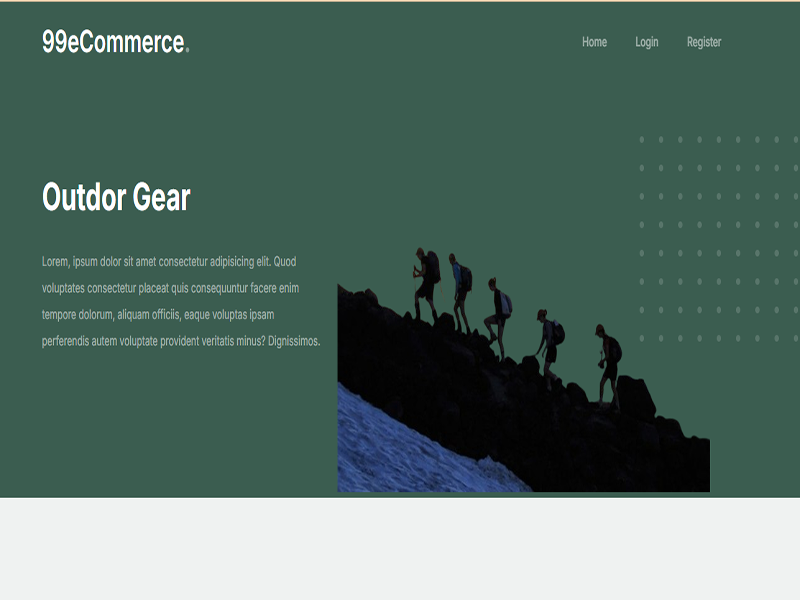 99eCommerce.
Home Login Register
Outdor Gear
Lorem, ipsum dolor sit amet consectetur adipisicing elit. Quod
voluptates consectetur placeat quis consequuntur facere enim
tempore dolorum, aliquam officiis, eaque voluptas ipsam
perferendis autem voluptate provident veritatis minus? Dignissimos.